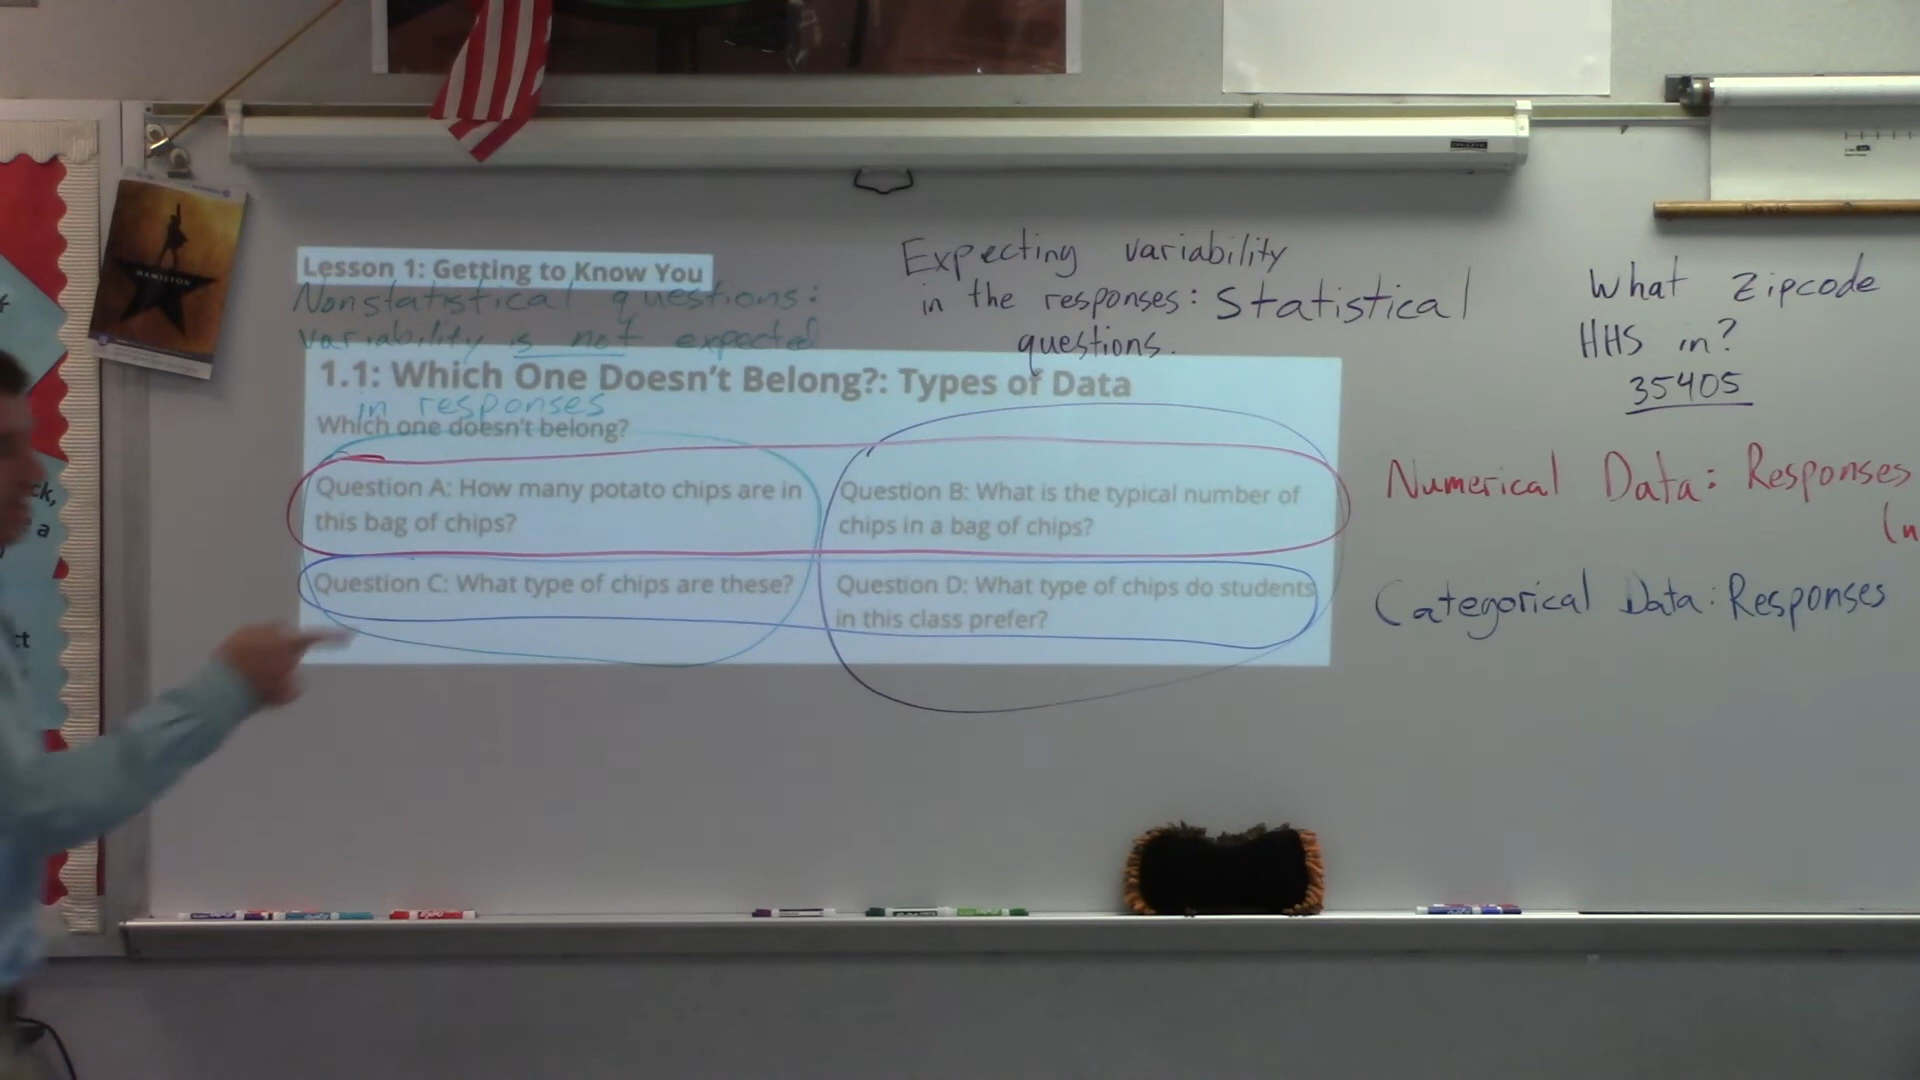 Lesson 1: Getting to Know You
Nonstatistical questions:
variability is not expected
in responses
Expecting variability
in the responses: Statistical
questions.
What Zipcode
HHS in?
35405
1.1: Which One Doesn't Belong?: Types of Data
Which one doesn't belong?
Question A: How many potato chips are in
this bag of chips?
Question B: What is the typical number of
chips in a bag of chips?
Question C: What type of chips are these?
Question D: What type of chips do students
in this class prefer?
Numerical Data: Responses
Categorical Data: Responses
HAMILTON
Davis
ck,
a
ct